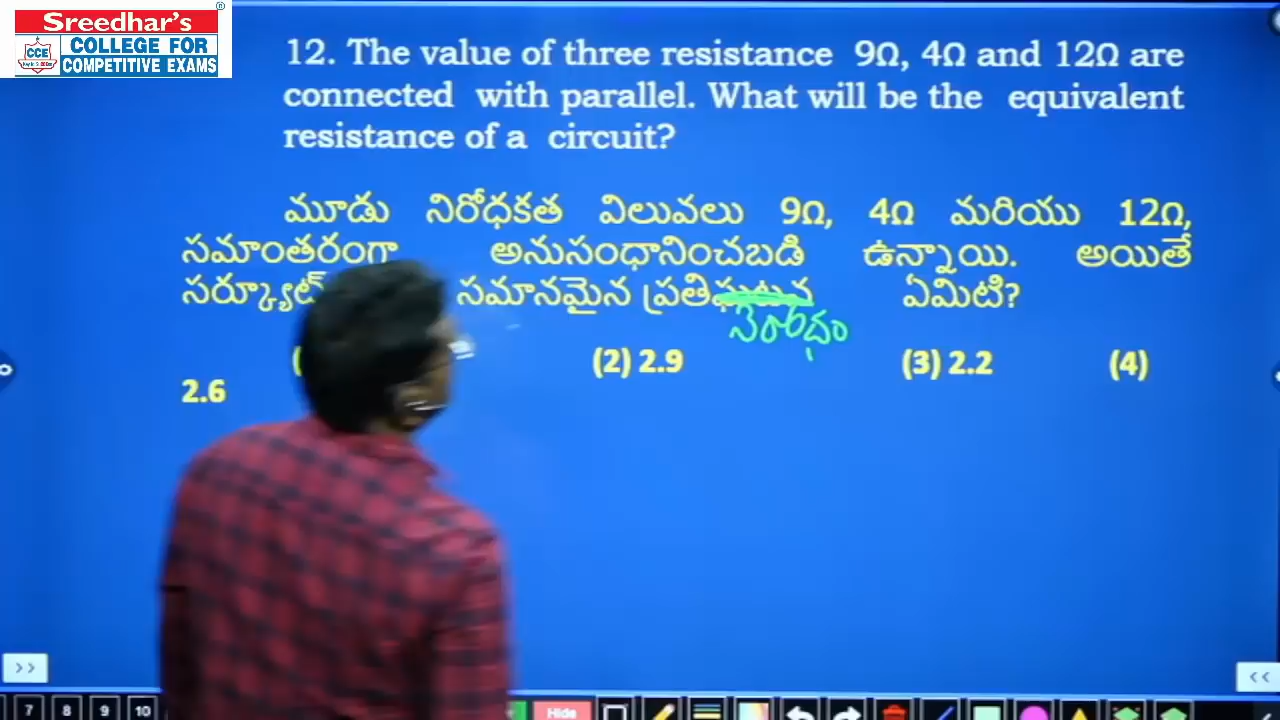 Sreedhar's
®
CCE
COLLEGE FOR
COMPETITIVE EXAMS
12. The value of three resistance 9Ω, 4Ω and 12Ω are
connected with parallel. What will be the equivalent
resistance of a circuit?
మూడు నిరోధకత విలువలు 9Ω, 4Ω మరియు 12Ω,
సమాంతరంగా అనుసంధానించబడి ఉన్నాయి. అయితే
సర్క్యూట్ సమానమైన ప్రతిఘటన ఏమిటి?
నిరోధం
(2) 2.9 (3) 2.2 (4)
2.6
>> <<
7 8 9 10 Hide